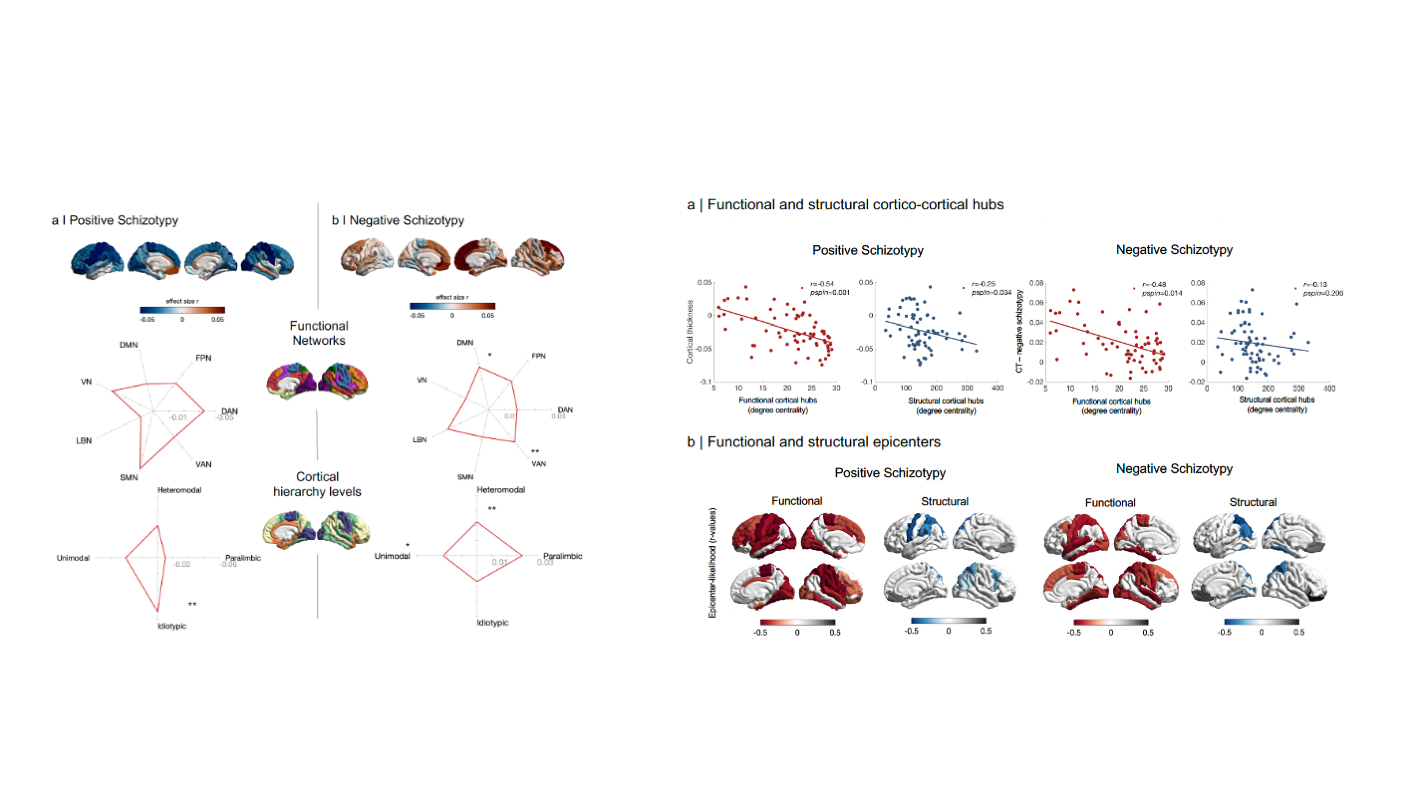 a I Positive Schizotypy
b I Negative Schizotypy
effect size r
-0.05 0 0.05
effect size r
-0.05 0 0.05
Functional
Networks
DMN
FPN
VN
DAN
-0.01
-0.05
LBN
VAN
SMN
DMN
*
FPN
VN
DAN
0.01
0.03
LBN
**
VAN
SMN
Cortical
hierarchy levels
Heteromodal
Unimodal
Paralimbic
-0.02
-0.06
**
Idiotypic
Heteromodal
**
*
Unimodal
Paralimbic
0.01
0.03
Idiotypic
a | Functional and structural cortico-cortical hubs
Positive Schizotypy
Negative Schizotypy
Cortical thickness
0.05
0
-0.05
-0.1
r=-0.54
pspin=0.001
5 10 15 20 25 30
Functional cortical hubs
(degree centrality)
0.05
0
-0.05
-0.1
r=-0.25
pspin=0.034
0 100 200 300 400
Structural cortical hubs
(degree centrality)
CT – negative schizotypy
0.08
0.06
0.04
0.02
0
-0.02
r=-0.48
pspin=0.014
5 10 15 20 25 30
Functional cortical hubs
(degree centrality)
0.08
0.06
0.04
0.02
0
-0.02
r=-0.13
pspin=0.206
0 100 200 300 400
Structural cortical hubs
(degree centrality)
b | Functional and structural epicenters
Positive Schizotypy
Negative Schizotypy
Functional
Structural
Functional
Structural
Epicenter-likelihood (r-values)
-0.5 0 0.5
-0.5 0 0.5
-0.5 0 0.5
-0.5 0 0.5